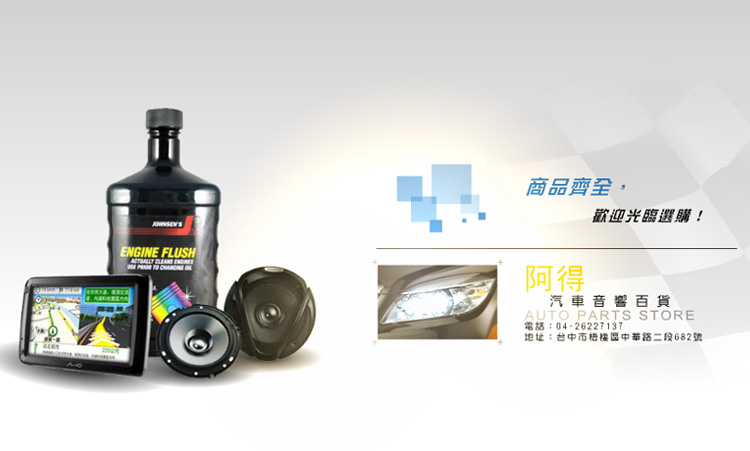 商品齊全，
歡迎光臨選購！
JOHNSEN'S
ENGINE FLUSH
ACTUALLY CLEANS ENGINES
USE PRIOR TO CHANGING OIL
Mio
阿得
汽車音響百貨
AUTO PARTS STORE
電話：04-26227137
地址：台中市梧棲區中華路二段682號